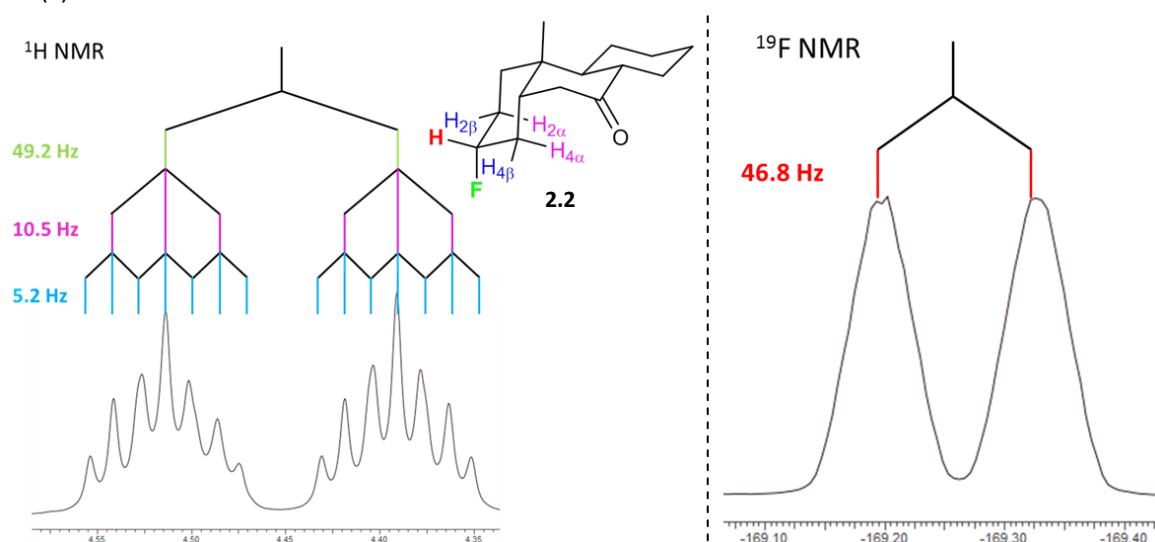 ¹H NMR
49.2 Hz
10.5 Hz
5.2 Hz
H2β
H2α
H
H4α
H4β
O
F
2.2
4.55
4.50
4.45
4.40
4.35
¹⁹F NMR
46.8 Hz
-169.10
-169.20
-169.30
-169.40